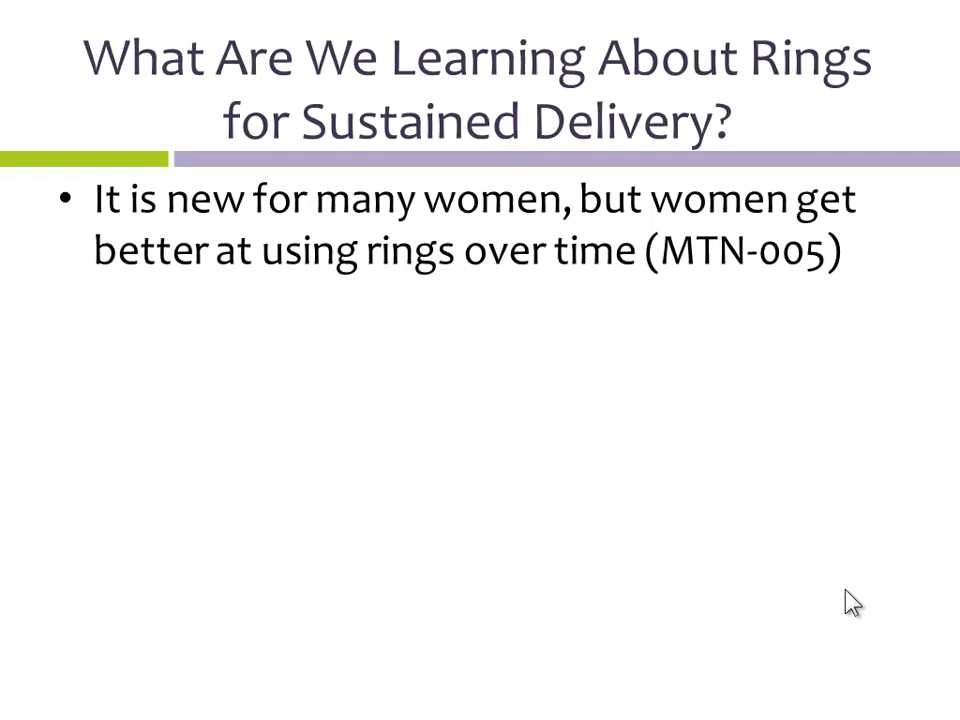 What Are We Learning About Rings
for Sustained Delivery?
• It is new for many women, but women get
better at using rings over time (MTN-005)